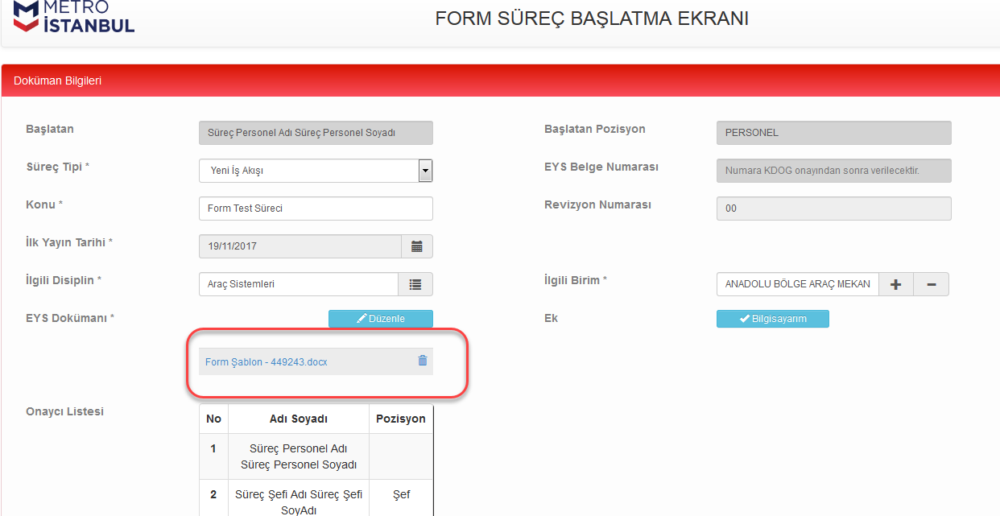 METRO
İSTANBUL
FORM SÜREÇ BAŞLATMA EKRANI
Doküman Bilgileri
Başlatan
Süreç Personel Adı Süreç Personel Soyadı
Başlatan Pozisyon
PERSONEL
Süreç Tipi *
Yeni İş Akışı
EYS Belge Numarası
Numara KDOG onayından sonra verilecektir.
Konu *
Form Test Süreci
Revizyon Numarası
00
İlk Yayın Tarihi *
19/11/2017
İlgili Disiplin *
Araç Sistemleri
İlgili Birim *
ANADOLU BÖLGE ARAÇ MEKAN
EYS Dokümanı *
Düzenle
Ek
Bilgisayarım
Form Şablon - 449243.docx
Onaycı Listesi
No Adı Soyadı Pozisyon
1 Süreç Personel Adı
Süreç Personel Soyadı
2 Süreç Şefi Adı Süreç Şefi Şef
SoyAdı